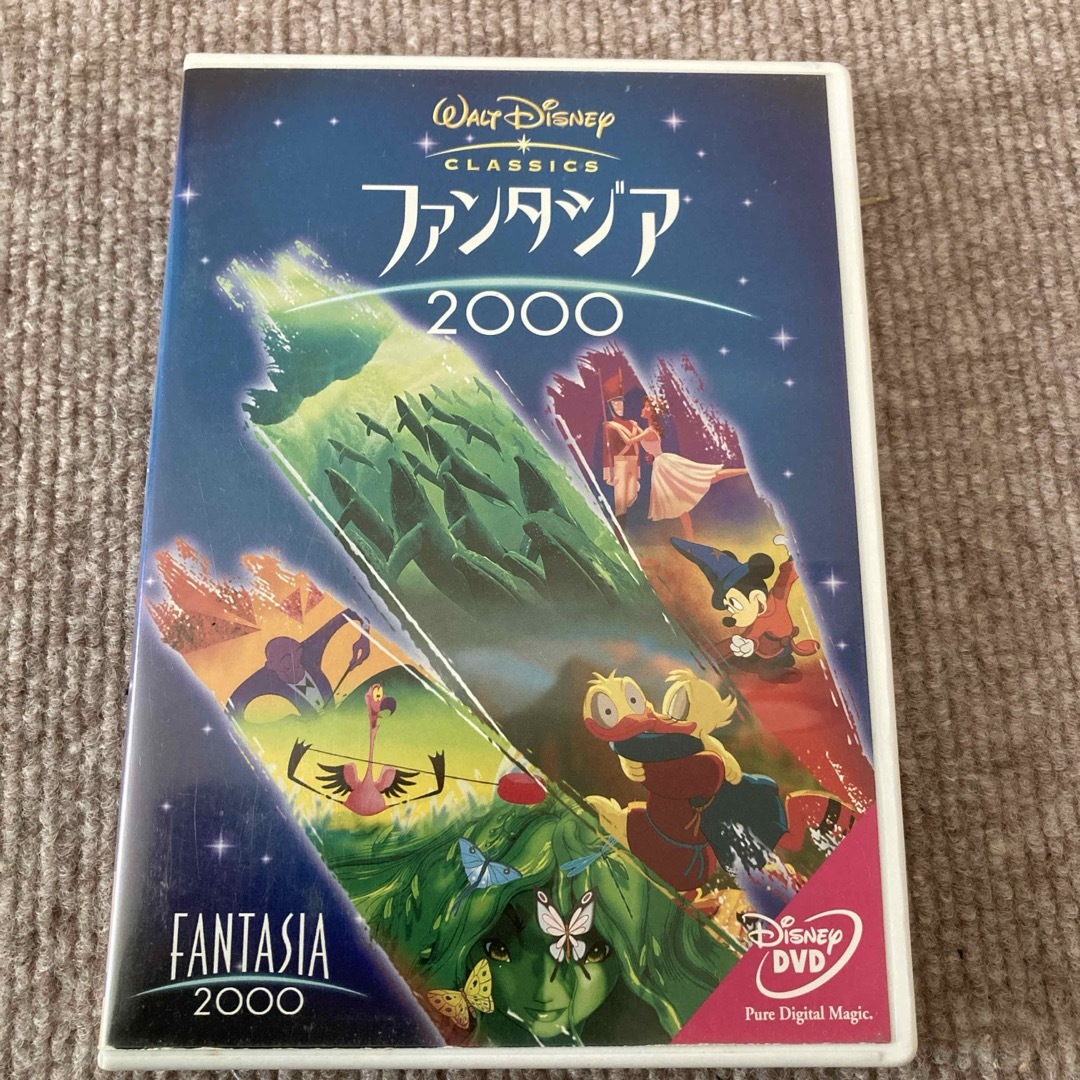 WALT DISNEY
CLASSICS
ファンタジア
2000
FANTASIA
2000
DISNEY
DVD
Pure Digital Magic.